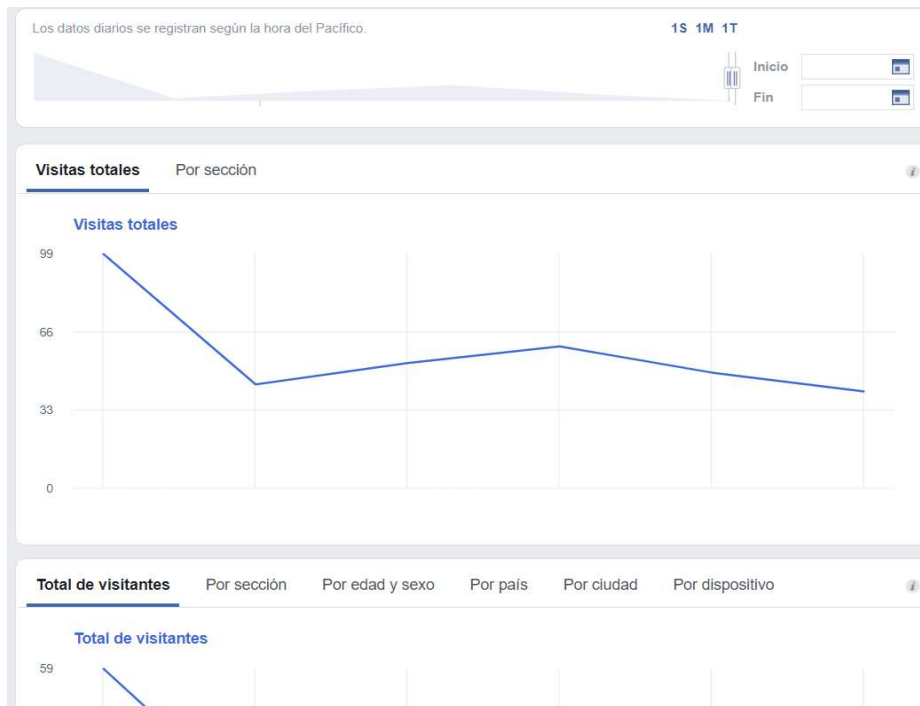 Los datos diarios se registran según la hora del Pacífico.
1S 1M 1T
Inicio
Fin
Visitas totales Por sección
Visitas totales
99
66
33
0
Total de visitantes Por sección Por edad y sexo Por país Por ciudad Por dispositivo
Total de visitantes
59